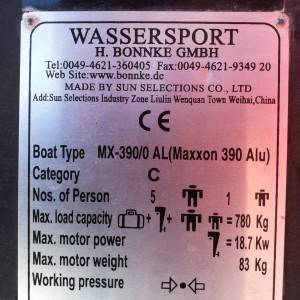 WASSERSPORT
H. BONNKE GMBH
Tel:0049-4621-360405 Fax:0049-4621-9349 20
Web Site:www.bonnke.de
MADE BY SUN SELECTIONS CO., LTD
Add:Sun Selections Industry Zone Liulin Wenquan Town Weihai,China
CE
Boat Type MX-390/0 AL(Maxxon 390 Alu)
Category C
Nos. of Person 5 1
Max. load capacity + + = 780 Kg
Max. motor power = 18.7 Kw
Max. motor weight 83 Kg
Working pressure